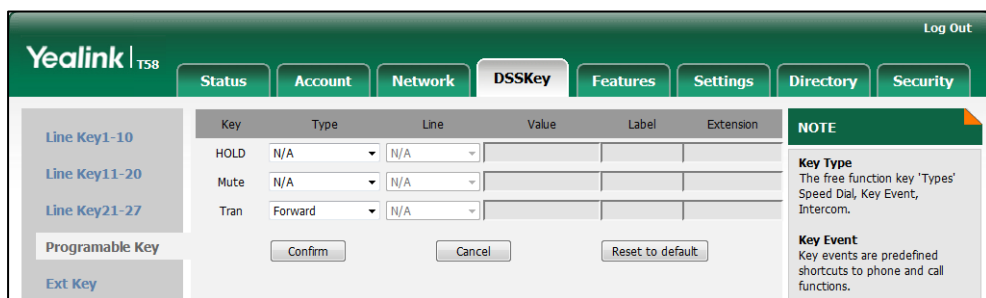 Log Out
Yealink T58
Status Account Network DSSKey Features Settings Directory Security
Line Key1-10
Line Key11-20
Line Key21-27
Programable Key
Ext Key
Key Type Line Value Label Extension
HOLD N/A N/A
Mute N/A N/A
Tran Forward N/A
Confirm Cancel Reset to default
NOTE
Key Type
The free function key 'Types'
Speed Dial, Key Event,
Intercom.
Key Event
Key events are predefined
shortcuts to phone and call
functions.